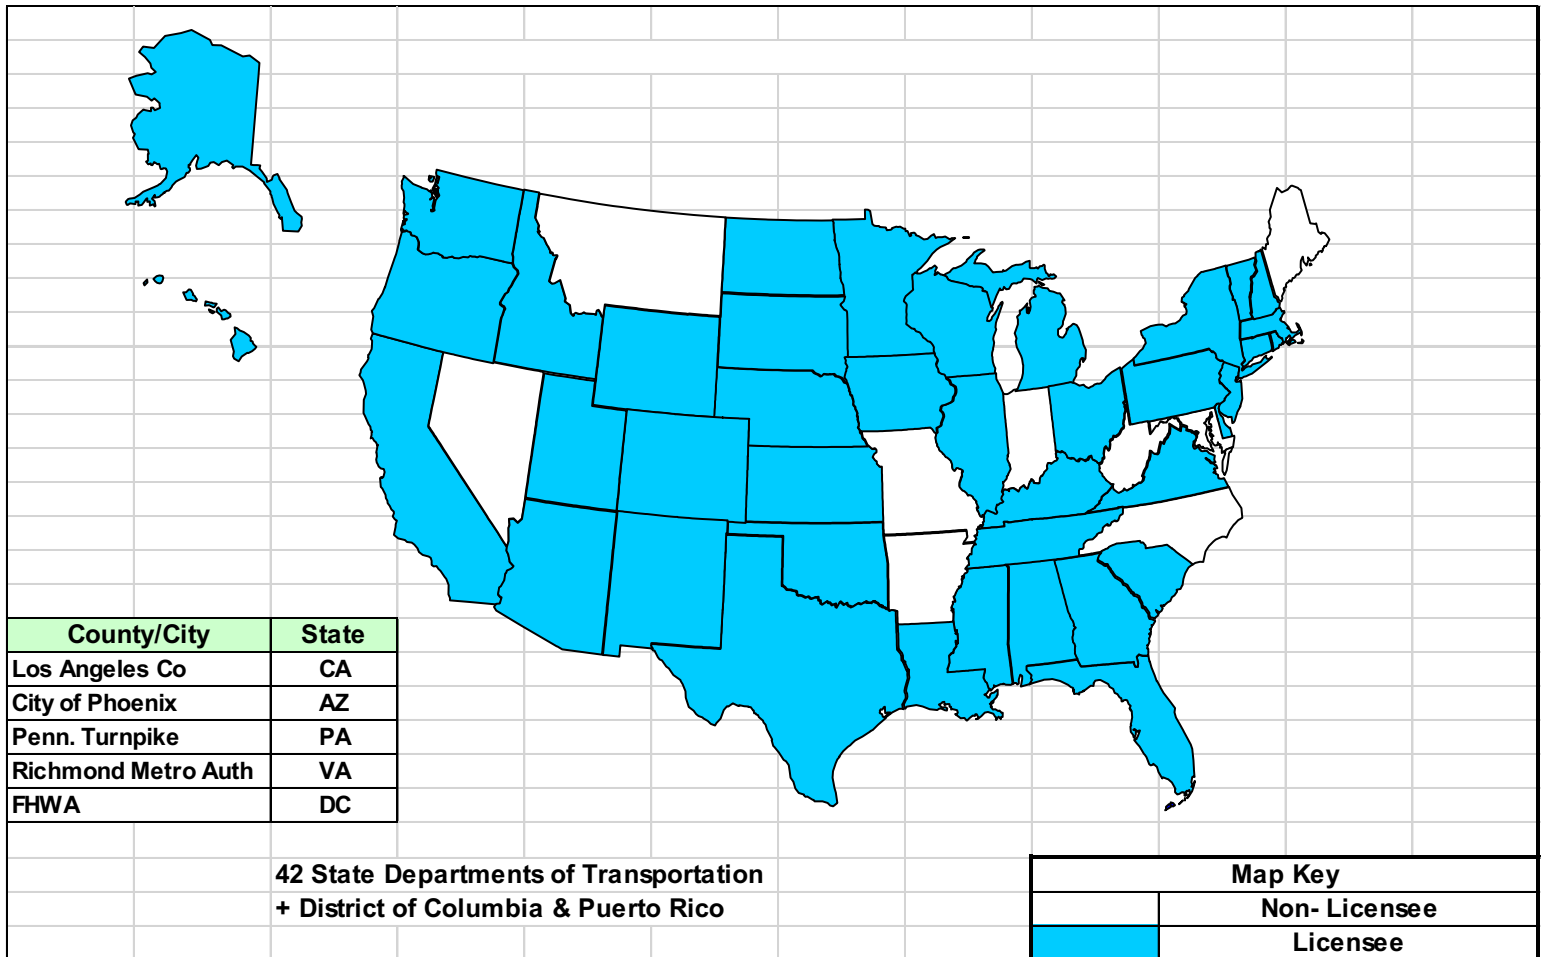 County/City State
Los Angeles Co CA
City of Phoenix AZ
Penn. Turnpike PA
Richmond Metro Auth VA
FHWA DC
42 State Departments of Transportation
+ District of Columbia & Puerto Rico
Map Key
Non- Licensee
Licensee